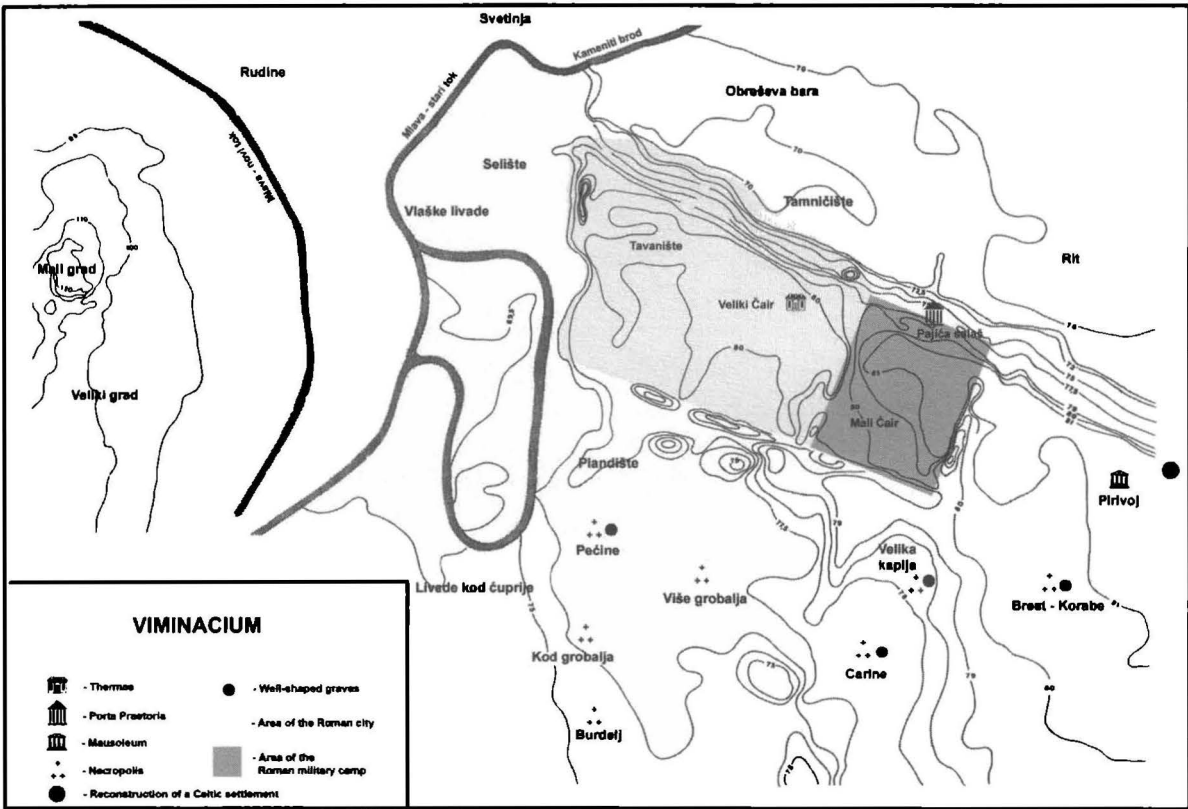 Svetinja
Kameniti brod
Rudine
Mlava - stari tok
Mlava - novi tok
Obreševa bara
Selište
Tamničište
Vlaške livade
Tavanište
Rit
Mali grad
Veliki Čair
Pajića salaš
Veliki grad
Mali Čair
Plandište
Pirivoj
Pećine
Velika
kapija
Livede kod ćuprije
Više grobalja
Brest - Korabe
Kod grobalja
Carine
Burdelj
VIMINACIUM
- Thermae
- Well-shaped graves
- Porta Praetoria
- Area of the Roman city
- Mausoleum
- Necropolis
- Area of the
Roman military camp
- Reconstruction of a Celtic settlement